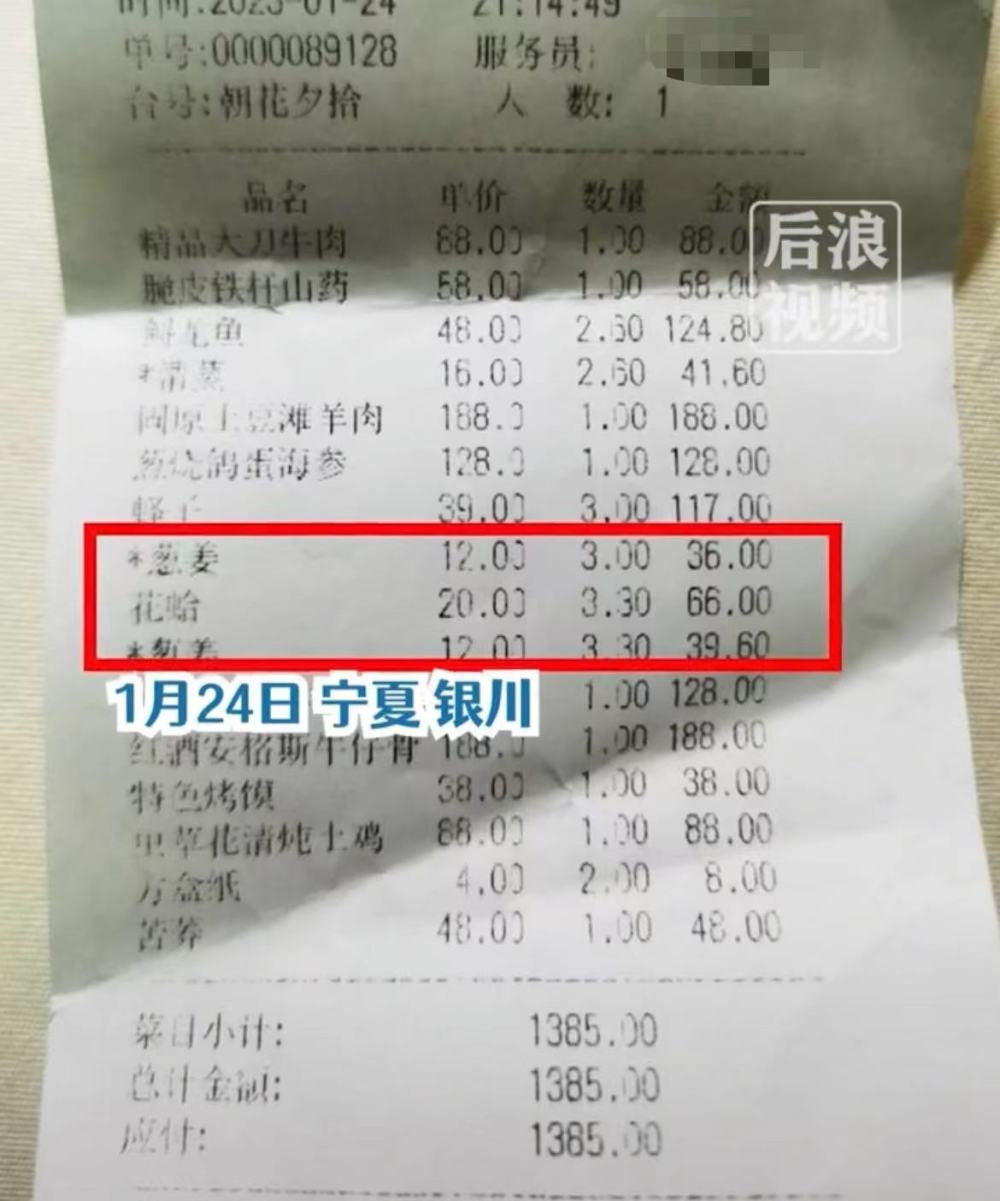 时间:2023-01-24 21:14:49
单号:0000089128 服务员:
台号:朝花夕拾 人 数: 1
品名 单价 数量 金额
精品大刀牛肉 88.00 1.00 88.00
脆皮铁杆山药 58.00 1.00 58.00
后浪
视频
鲟龙鱼 48.00 2.60 124.80
*清蒸 16.00 2.60 41.60
固原土豆滩羊肉 188.0 1.00 188.00
葱烧鸽蛋海参 128.0 1.00 128.00
蛏子 39.00 3.00 117.00
*葱姜 12.00 3.00 36.00
花蛤 20.00 3.30 66.00
*葱姜 12.00 3.30 39.60
1月24日 宁夏 银川
1.00 128.00
红酒安格斯牛仔骨 188.0 1.00 188.00
特色烤馍 38.00 1.00 38.00
虫草花清炖土鸡 88.00 1.00 88.00
方盒纸 4.00 2.00 8.00
苦荞 48.00 1.00 48.00
菜目小计: 1385.00
总计金额: 1385.00
应付: 1385.00